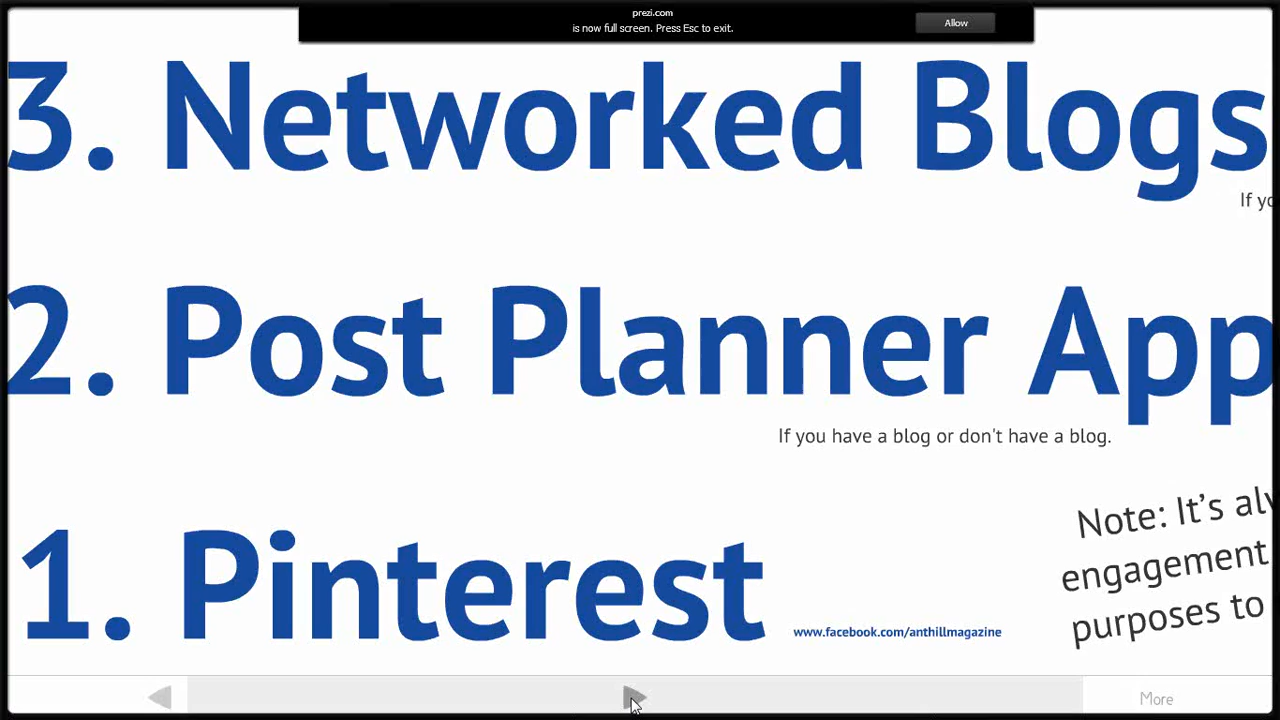 prezi.com
is now full screen. Press Esc to exit.
Allow
3. Networked Blogs
If
2. Post Planner App
If you have a blog or don't have a blog.
Note: It's
engagement
purposes to
1. Pinterest
www.facebook.com/anthillmagazine
More